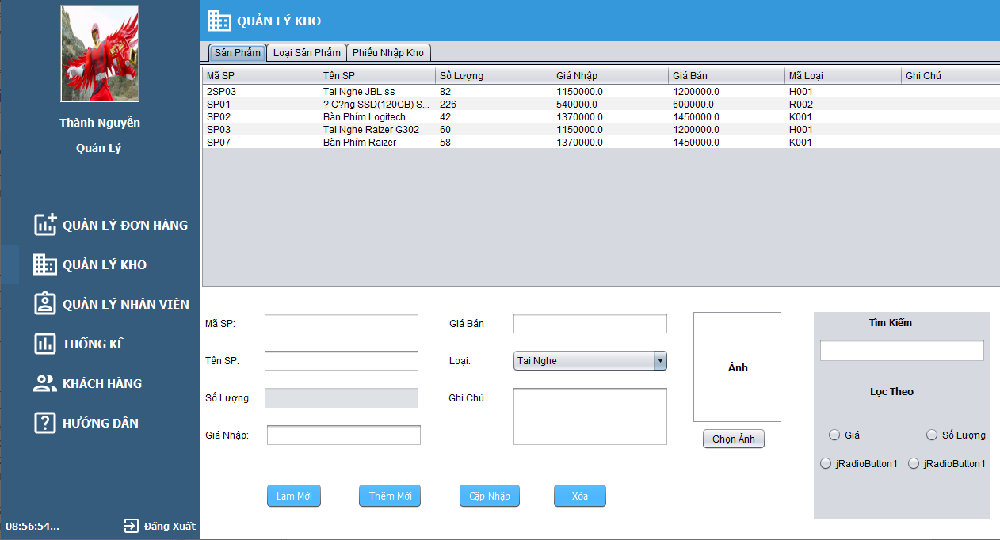 Thành Nguyễn
Quản Lý
QUẢN LÝ ĐƠN HÀNG
QUẢN LÝ KHO
QUẢN LÝ NHÂN VIÊN
THỐNG KÊ
KHÁCH HÀNG
HƯỚNG DẪN
08:56:54... Đăng Xuất
QUẢN LÝ KHO
Sản Phẩm Loại Sản Phẩm Phiếu Nhập Kho
Mã SP Tên SP Số Lượng Giá Nhập Giá Bán Mã Loại Ghi Chú
2SP03 Tai Nghe JBL ss 82 1150000.0 1200000.0 H001
SP01 ? C?ng SSD(120GB) S... 226 540000.0 600000.0 R002
SP02 Bàn Phím Logitech 42 1370000.0 1450000.0 K001
SP03 Tai Nghe Raizer G302 60 1150000.0 1200000.0 H001
SP07 Bàn Phím Raizer 58 1370000.0 1450000.0 K001
Mã SP: Giá Bán
Tên SP: Loại: Tai Nghe
Số Lượng Ghi Chú
Giá Nhập:
Ảnh
Chọn Ảnh
Làm Mới Thêm Mới Cập Nhập Xóa
Tìm Kiếm
Lọc Theo
Giá Số Lượng
jRadioButton1 jRadioButton1